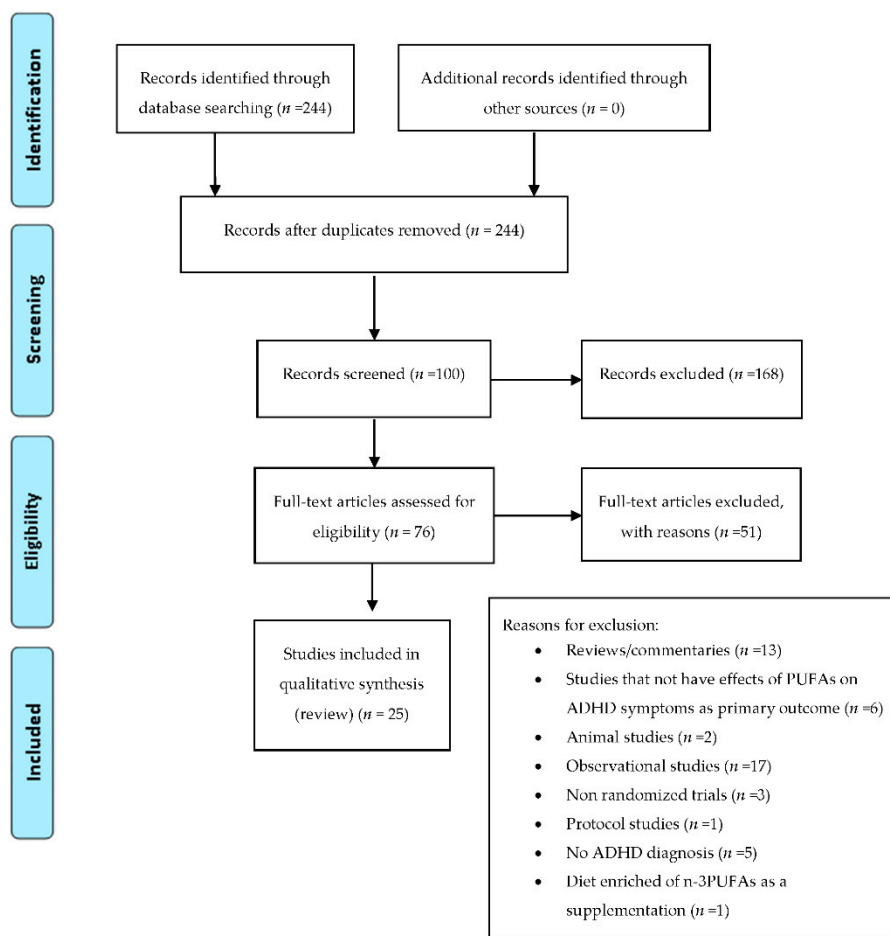 Identification
Records identified through
database searching (n =244)
Additional records identified through
other sources (n = 0)
Records after duplicates removed (n = 244)
Screening
Records screened (n =100)
Records excluded (n =168)
Eligibility
Full-text articles assessed for
eligibility (n = 76)
Full-text articles excluded,
with reasons (n =51)
Included
Studies included in
qualitative synthesis
(review) (n = 25)
Reasons for exclusion:
• Reviews/commentaries (n =13)
• Studies that not have effects of PUFAs on
ADHD symptoms as primary outcome (n =6)
• Animal studies (n =2)
• Observational studies (n =17)
• Non randomized trials (n =3)
• Protocol studies (n =1)
• No ADHD diagnosis (n =5)
• Diet enriched of n-3PUFAs as a
supplementation (n =1)